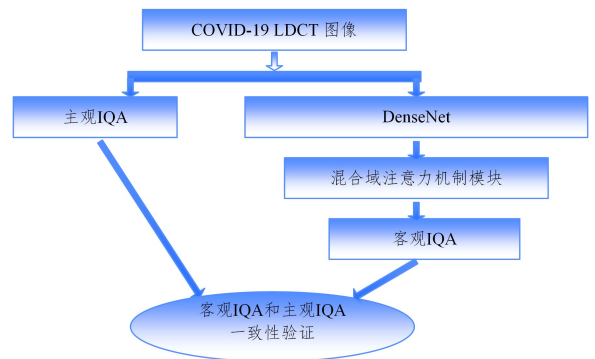 COVID-19 LDCT 图像
主观IQA
DenseNet
混合域注意力机制模块
客观IQA
客观IQA和主观IQA
一致性验证